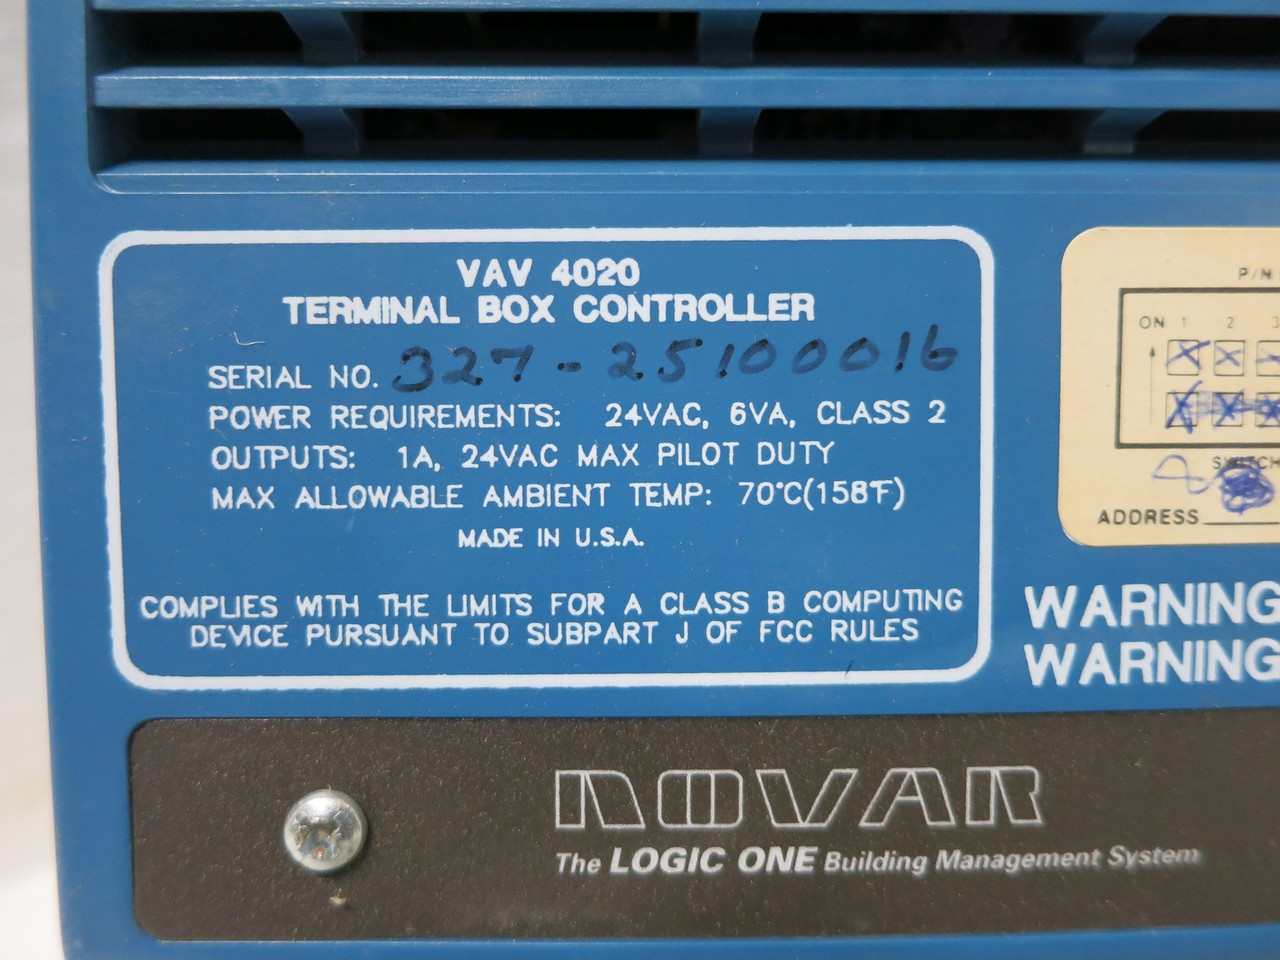 VAV 4020
TERMINAL BOX CONTROLLER
SERIAL NO. 327-25100016
POWER REQUIREMENTS: 24VAC, 6VA, CLASS 2
OUTPUTS: 1A, 24VAC MAX PILOT DUTY
MAX ALLOWABLE AMBIENT TEMP: 70°C(158°F)
MADE IN U.S.A.
COMPLIES WITH THE LIMITS FOR A CLASS B COMPUTING
DEVICE PURSUANT TO SUBPART J OF FCC RULES
P/N
ON 1 2 3
ADDRESS
WARNING
WARNING
NOVAR
The LOGIC ONE Building Management System